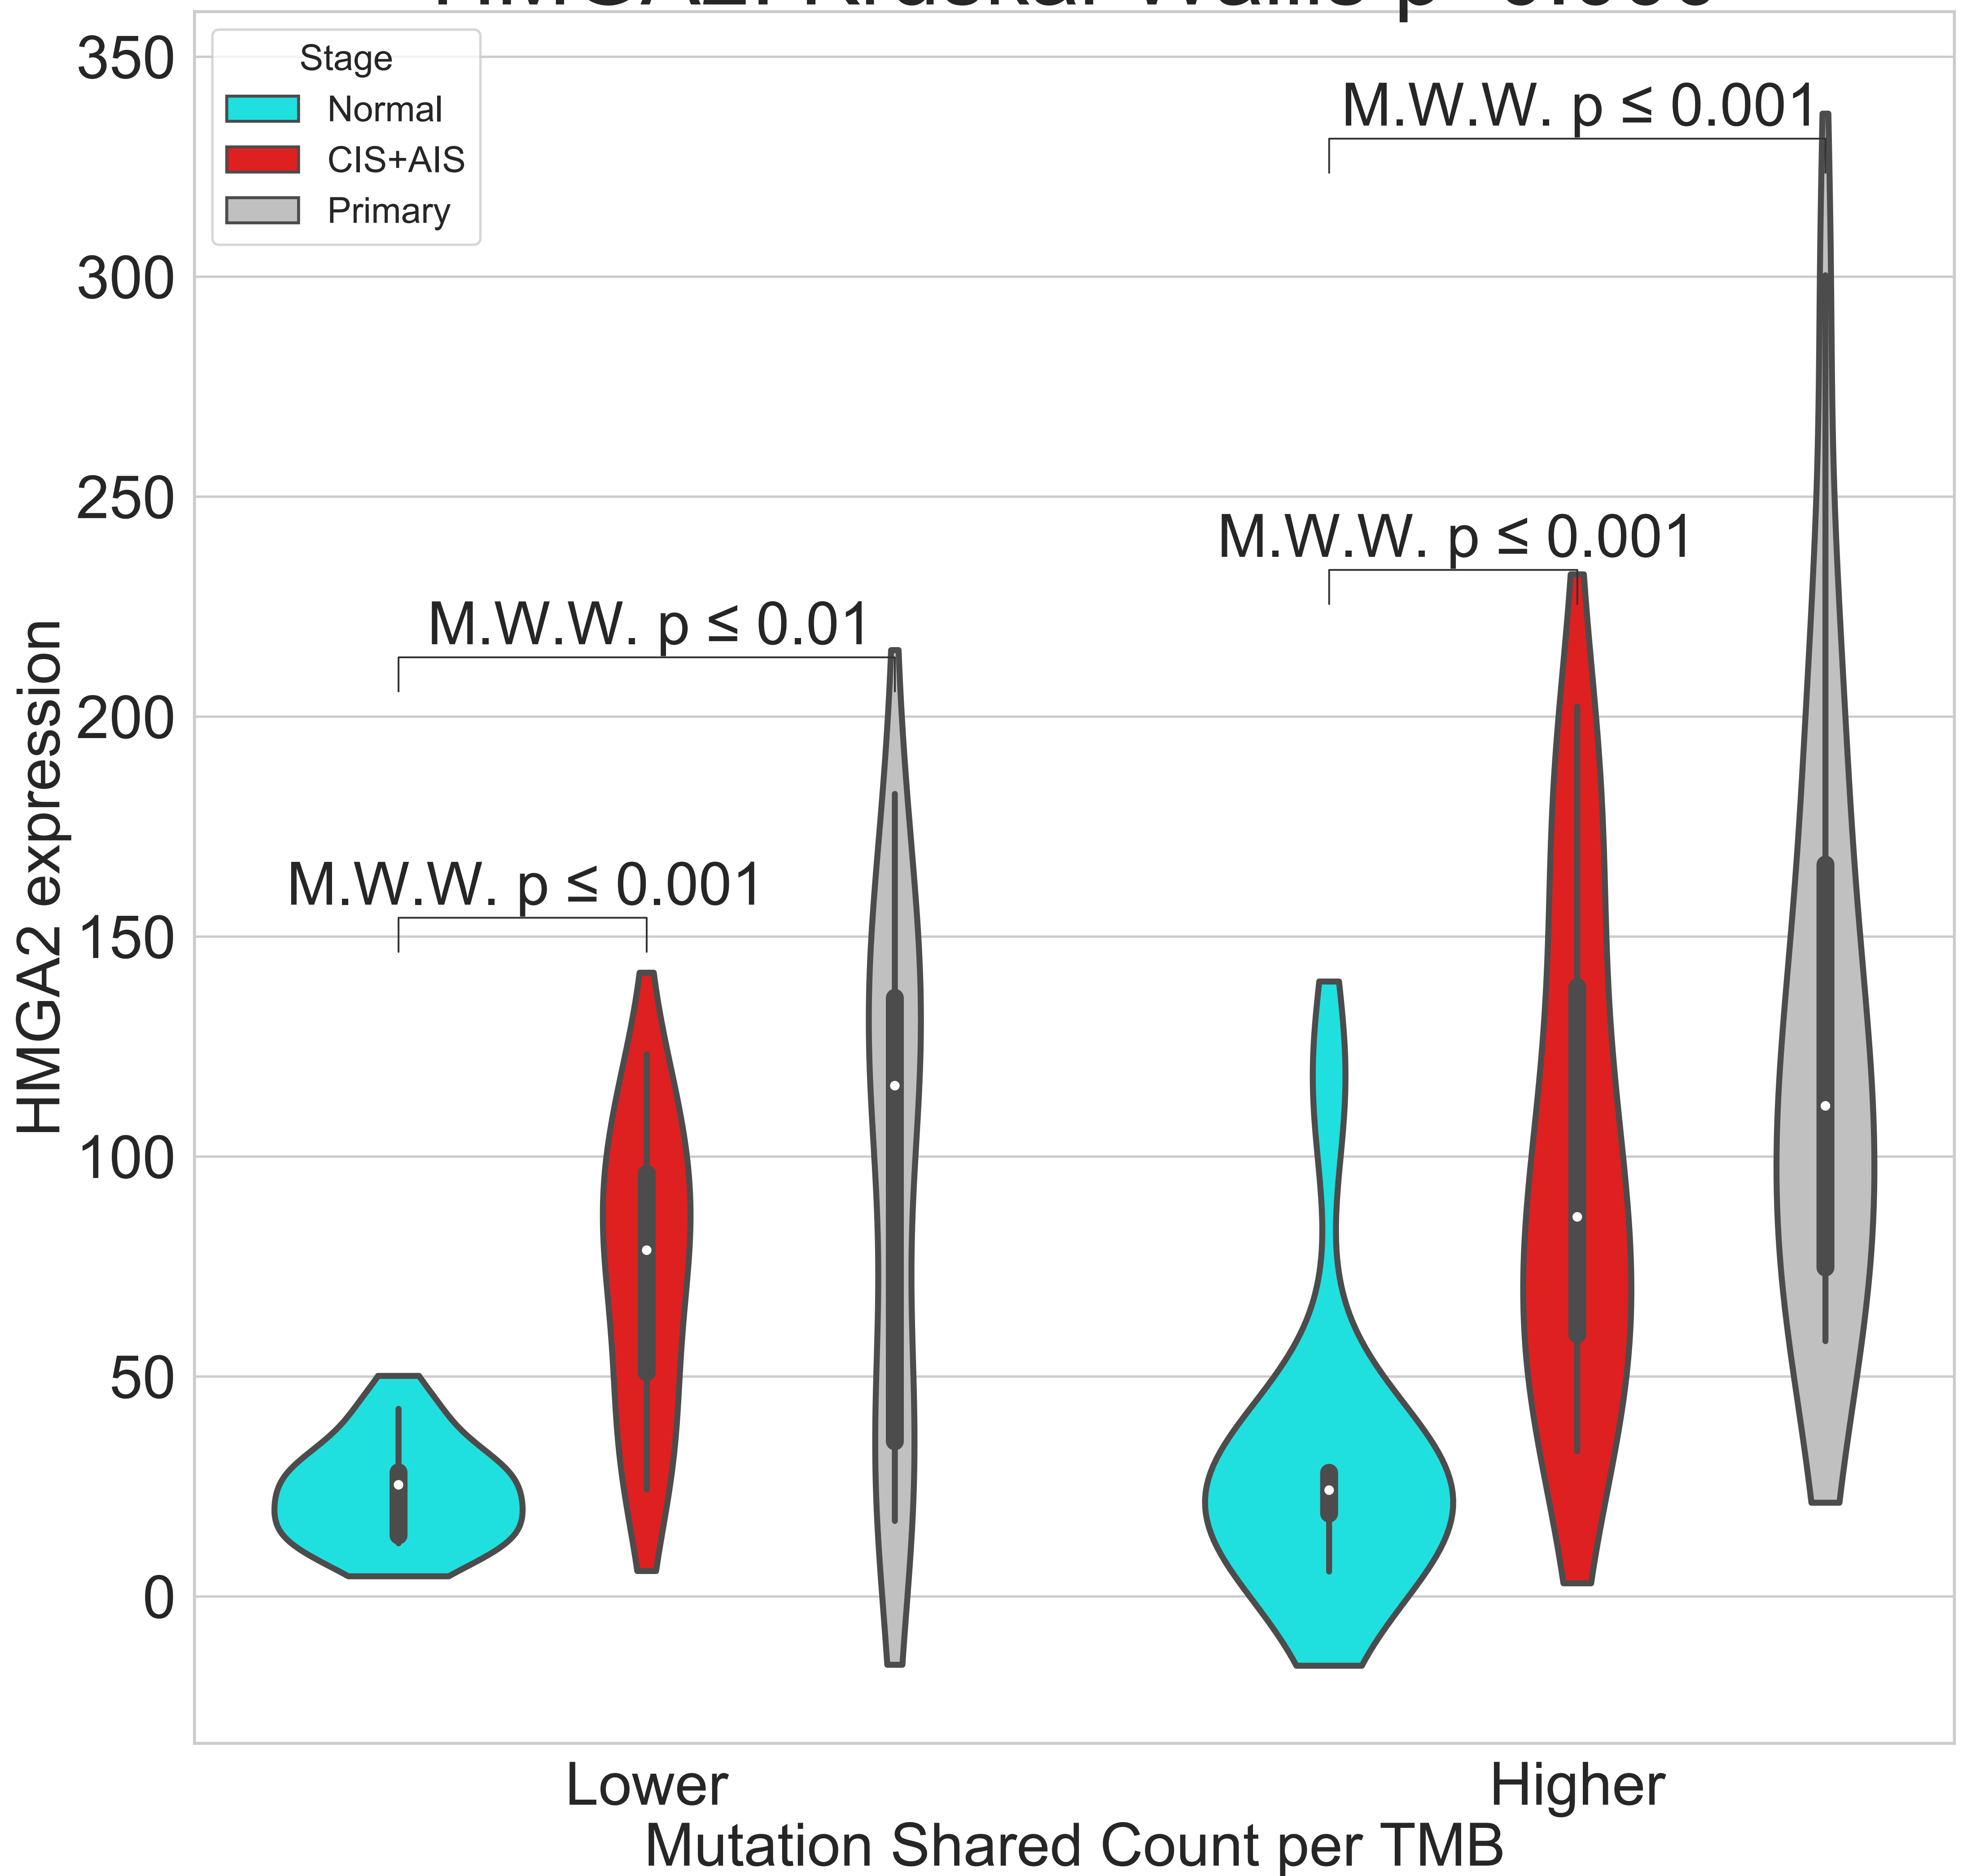 350
300
250
200
150
100
50
0
HMGA2 expression
Stage
Normal
CIS+AIS
Primary
M.W.W. p ≤ 0.001
M.W.W. p ≤ 0.001
M.W.W. p ≤ 0.01
M.W.W. p ≤ 0.001
Lower
Higher
Mutation Shared Count per TMB